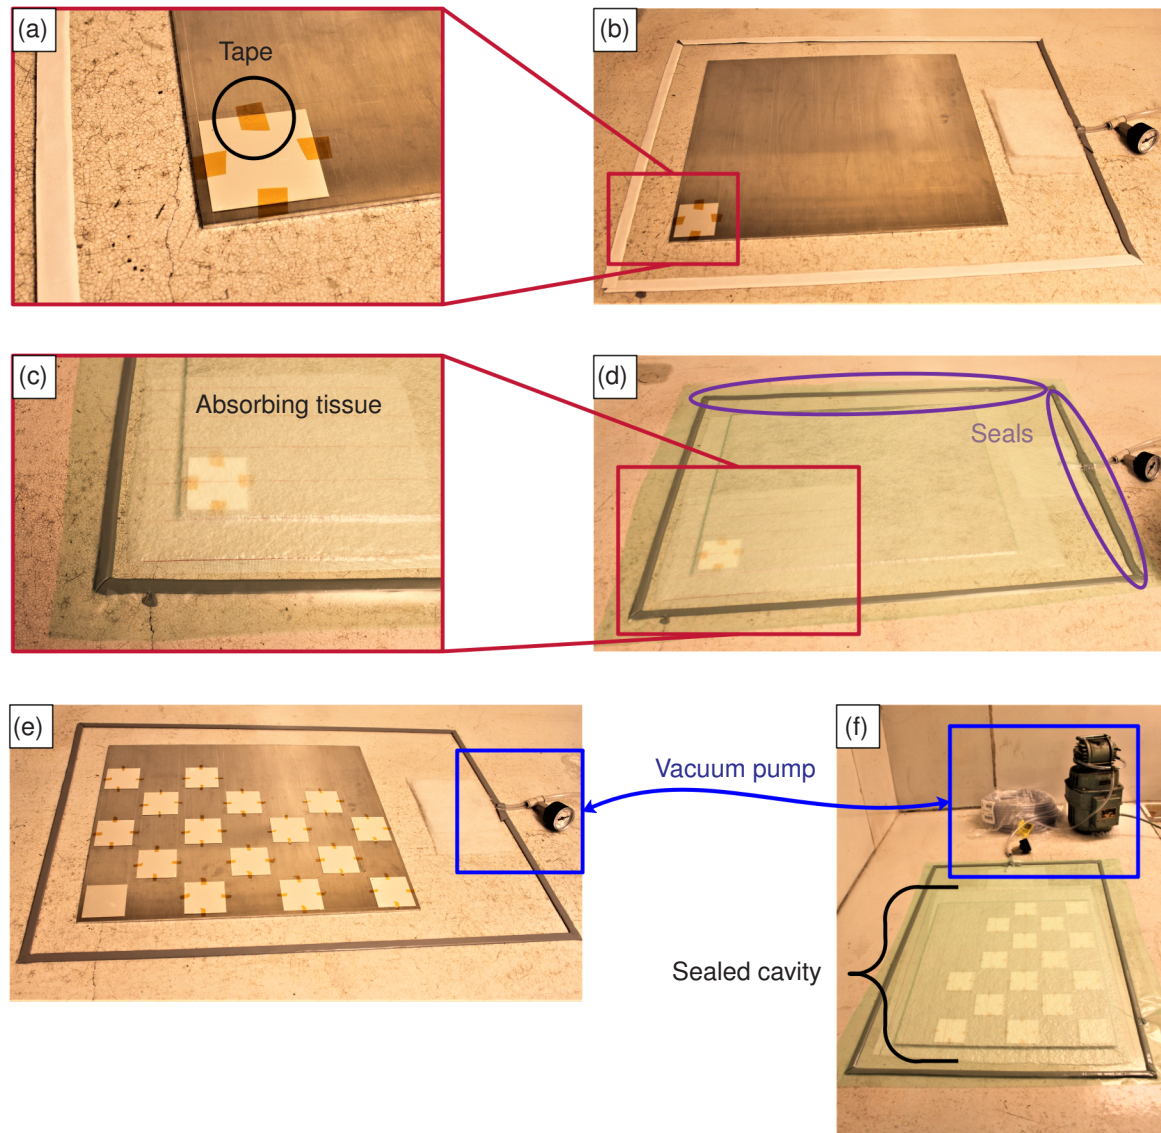 (a)
Tape
(b)
(c)
Absorbing tissue
(d)
Seals
(e)
Vacuum pump
(f)
Sealed cavity